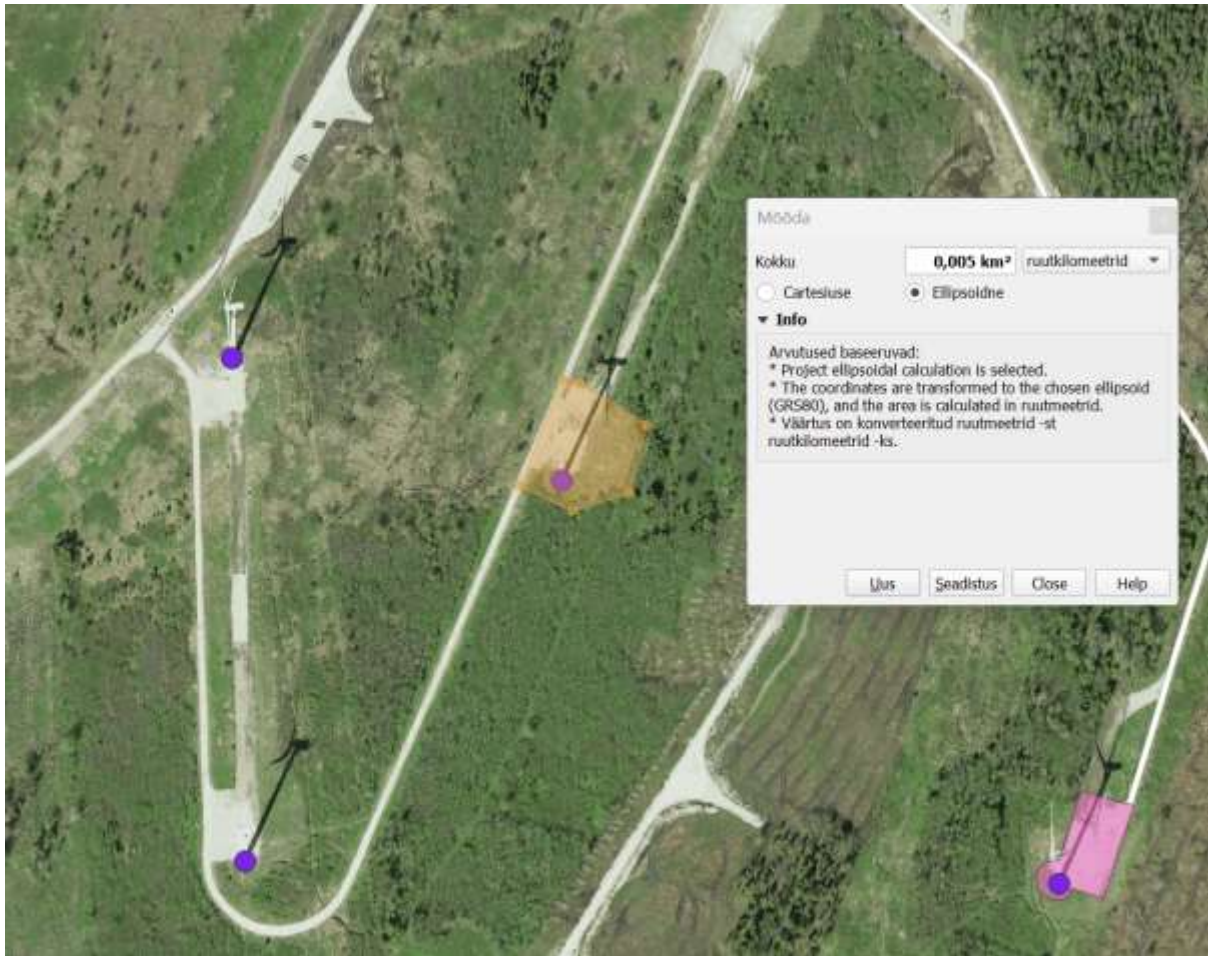 Mõõda
Kokku 0,005 km² ruutkilomeetrid
Cartesiuse Ellipsoidne
Info
Arvutused baseeruvad:
* Project ellipsoidal calculation is selected.
* The coordinates are transformed to the chosen ellipsoid
(GRS80), and the area is calculated in ruutmeetrid.
* Väärtus on konverteeritud ruutmeetrid -st
ruutkilomeetrid -ks.
Uus Seadistus Close Help